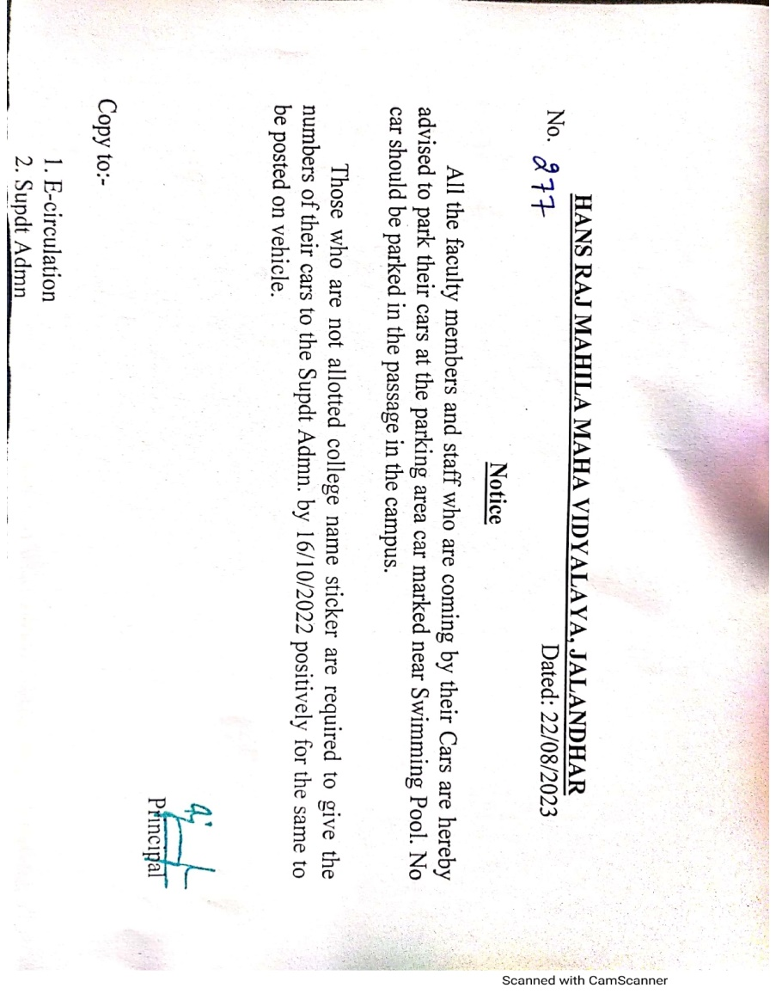 HANS RAJ MAHILA MAHA VIDYALAYA, JALANDHAR
No. 277 Dated: 22/08/2023
Notice
All the faculty members and staff who are coming by their Cars are hereby
advised to park their cars at the parking area car marked near Swimming Pool. No
car should be parked in the passage in the campus.
Those who are not allotted college name sticker are required to give the
numbers of their cars to the Supdt Admn. by 16/10/2022 positively for the same to
be posted on vehicle.
Principal
Copy to:-
1. E-circulation
2. Supdt Admn
Scanned with CamScanner